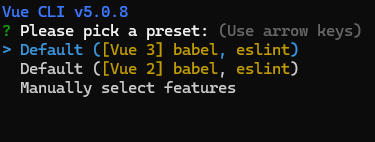 Vue CLI v5.0.8
? Please pick a preset: (Use arrow keys)
> Default ([Vue 3] babel, eslint)
Default ([Vue 2] babel, eslint)
Manually select features